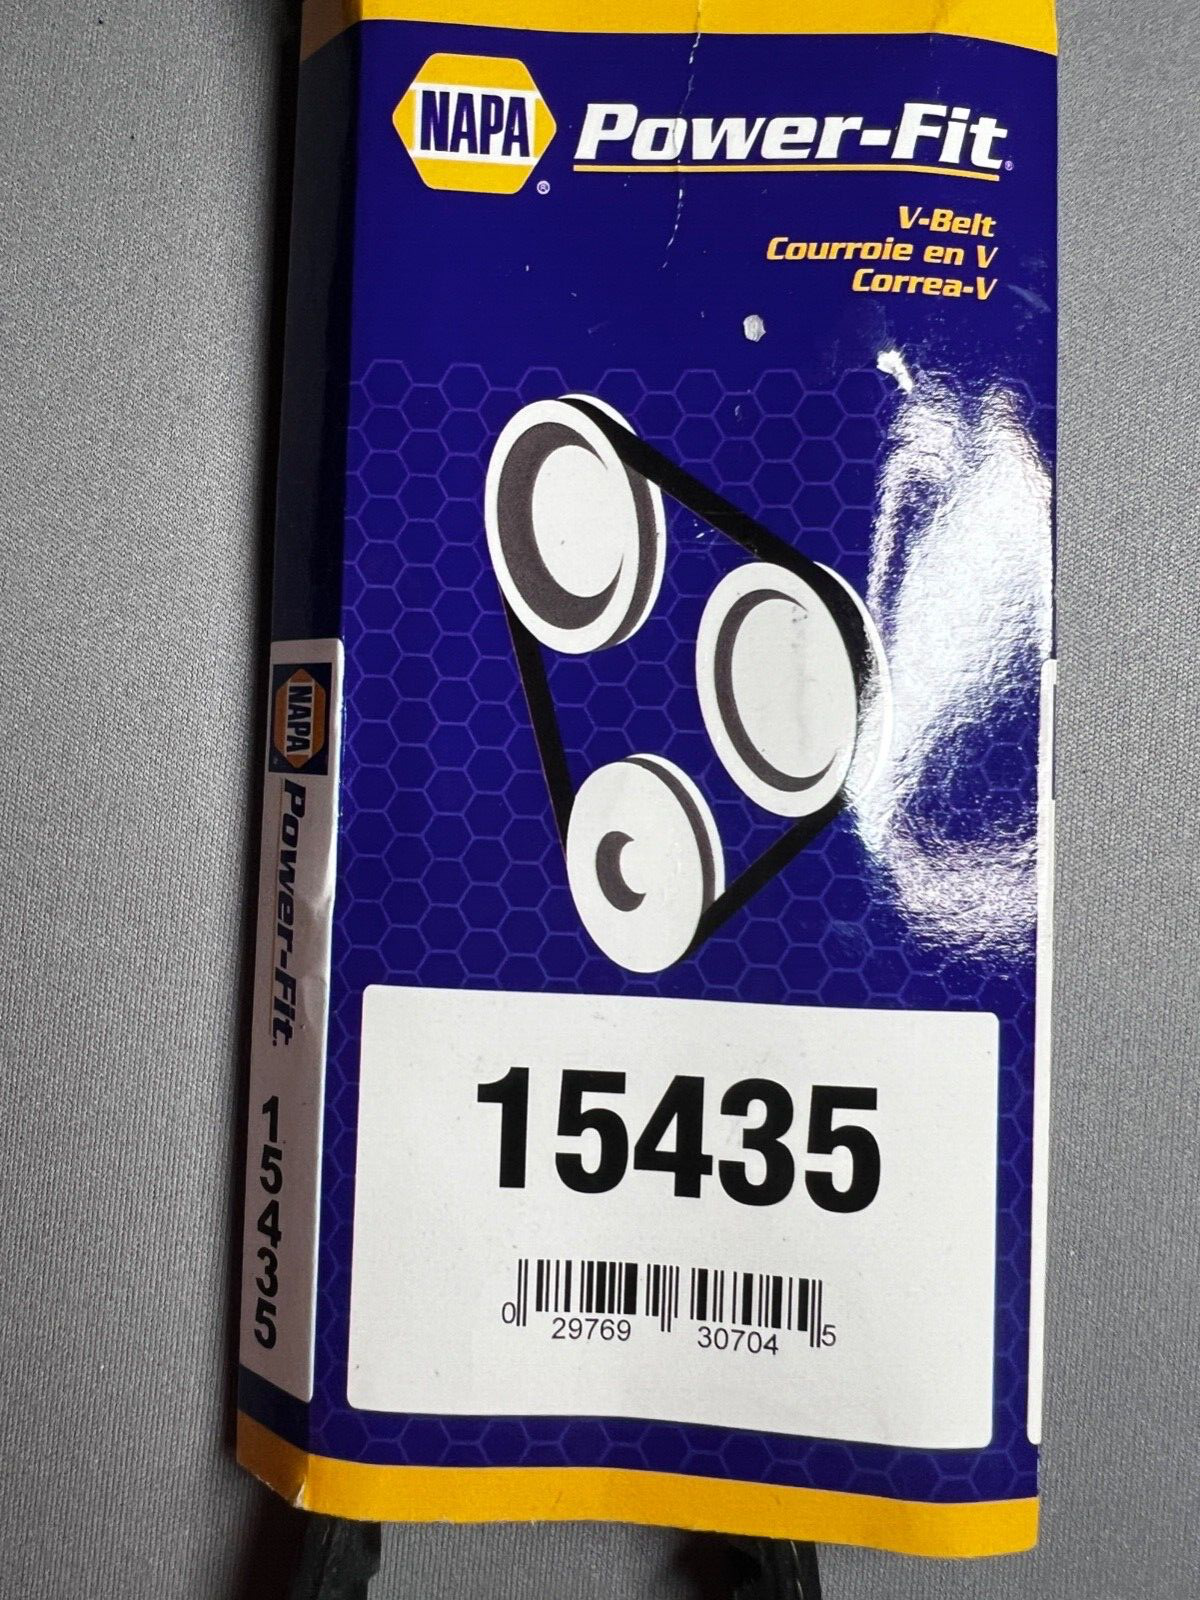 NAPA
®
Power-Fit®
V-Belt
Courroie en V
Correa-V
NAPA
Power-Fit. 15435
15435
0 29769 30704 5